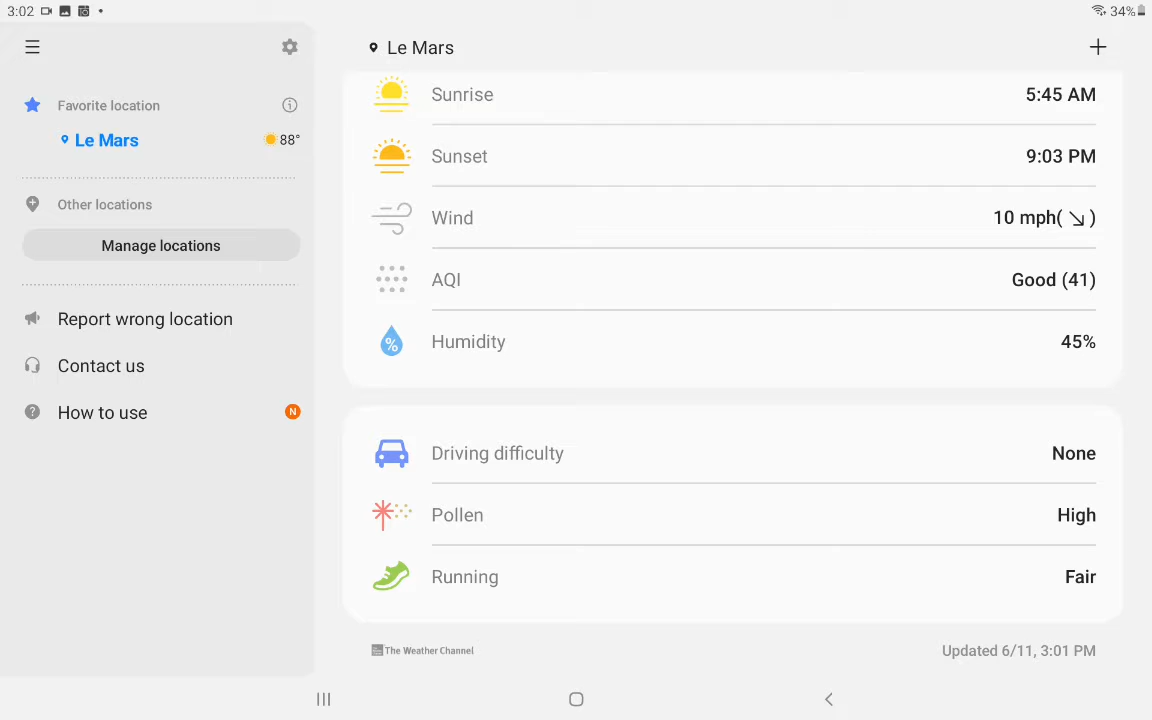 3:02
34%
Favorite location
Le Mars
88°
Other locations
Manage locations
Report wrong location
Contact us
How to use
N
Le Mars
Sunrise 5:45 AM
Sunset 9:03 PM
Wind 10 mph(↘)
AQI Good (41)
% Humidity 45%
Driving difficulty None
Pollen High
Running Fair
The Weather Channel
Updated 6/11, 3:01 PM